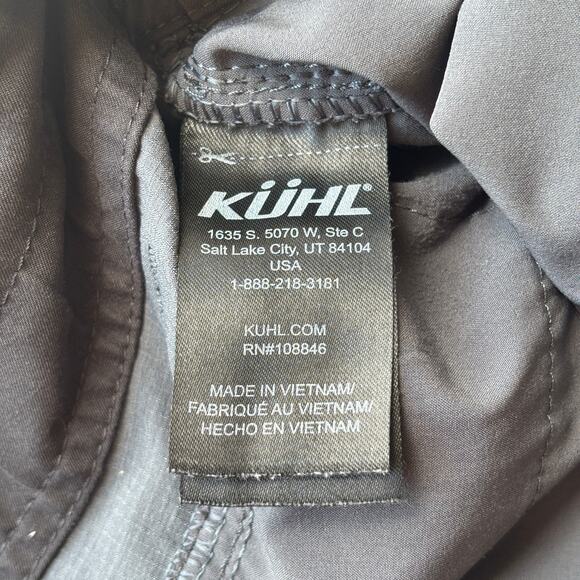 KÜHL®
1635 S. 5070 W, Ste C
Salt Lake City, UT 84104
USA
1-888-218-3181
KUHL.COM
RN#108846
MADE IN VIETNAM/
FABRIQUÉ AU VIETNAM/
HECHO EN VIETNAM